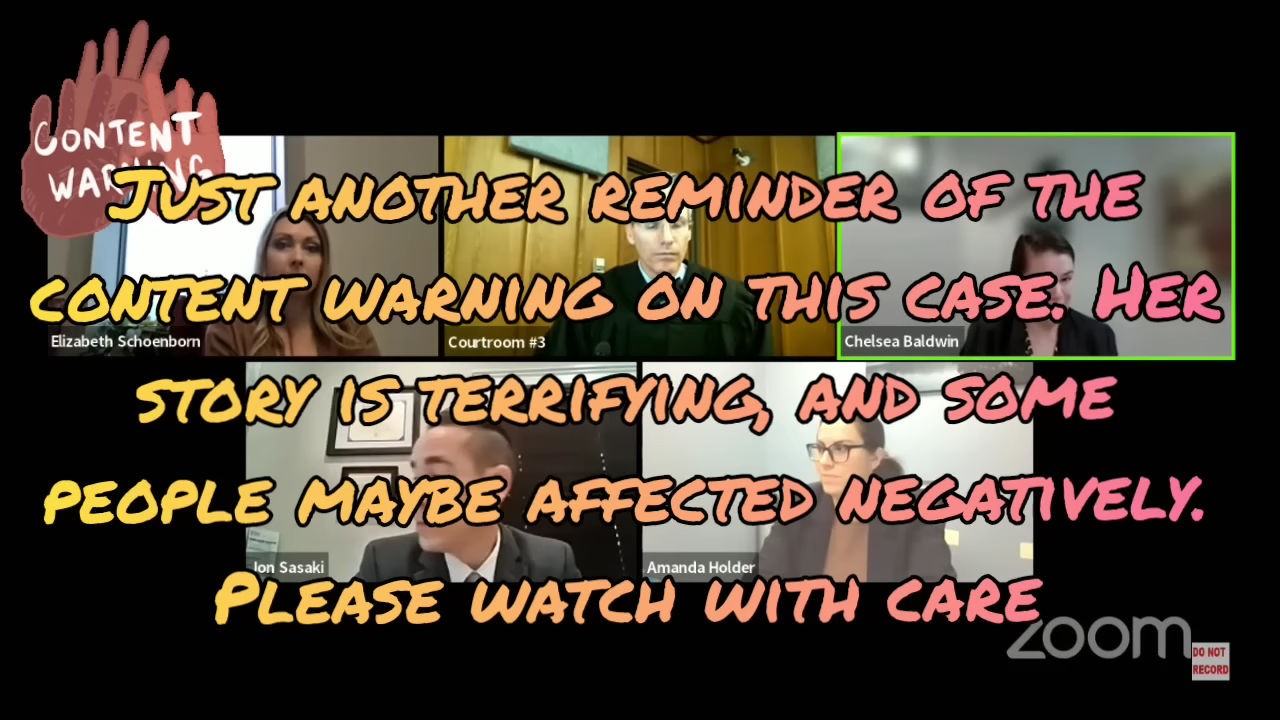 CONTENT
WARNING
JUST ANOTHER REMINDER OF THE
CONTENT WARNING ON THIS CASE. HER
STORY IS TERRIFYING, AND SOME
PEOPLE MAYBE AFFECTED NEGATIVELY.
PLEASE WATCH WITH CARE
Elizabeth Schoenborn
Courtroom #3
Chelsea Baldwin
Jon Sasaki
Amanda Holder
zoom
DO NOT
RECORD